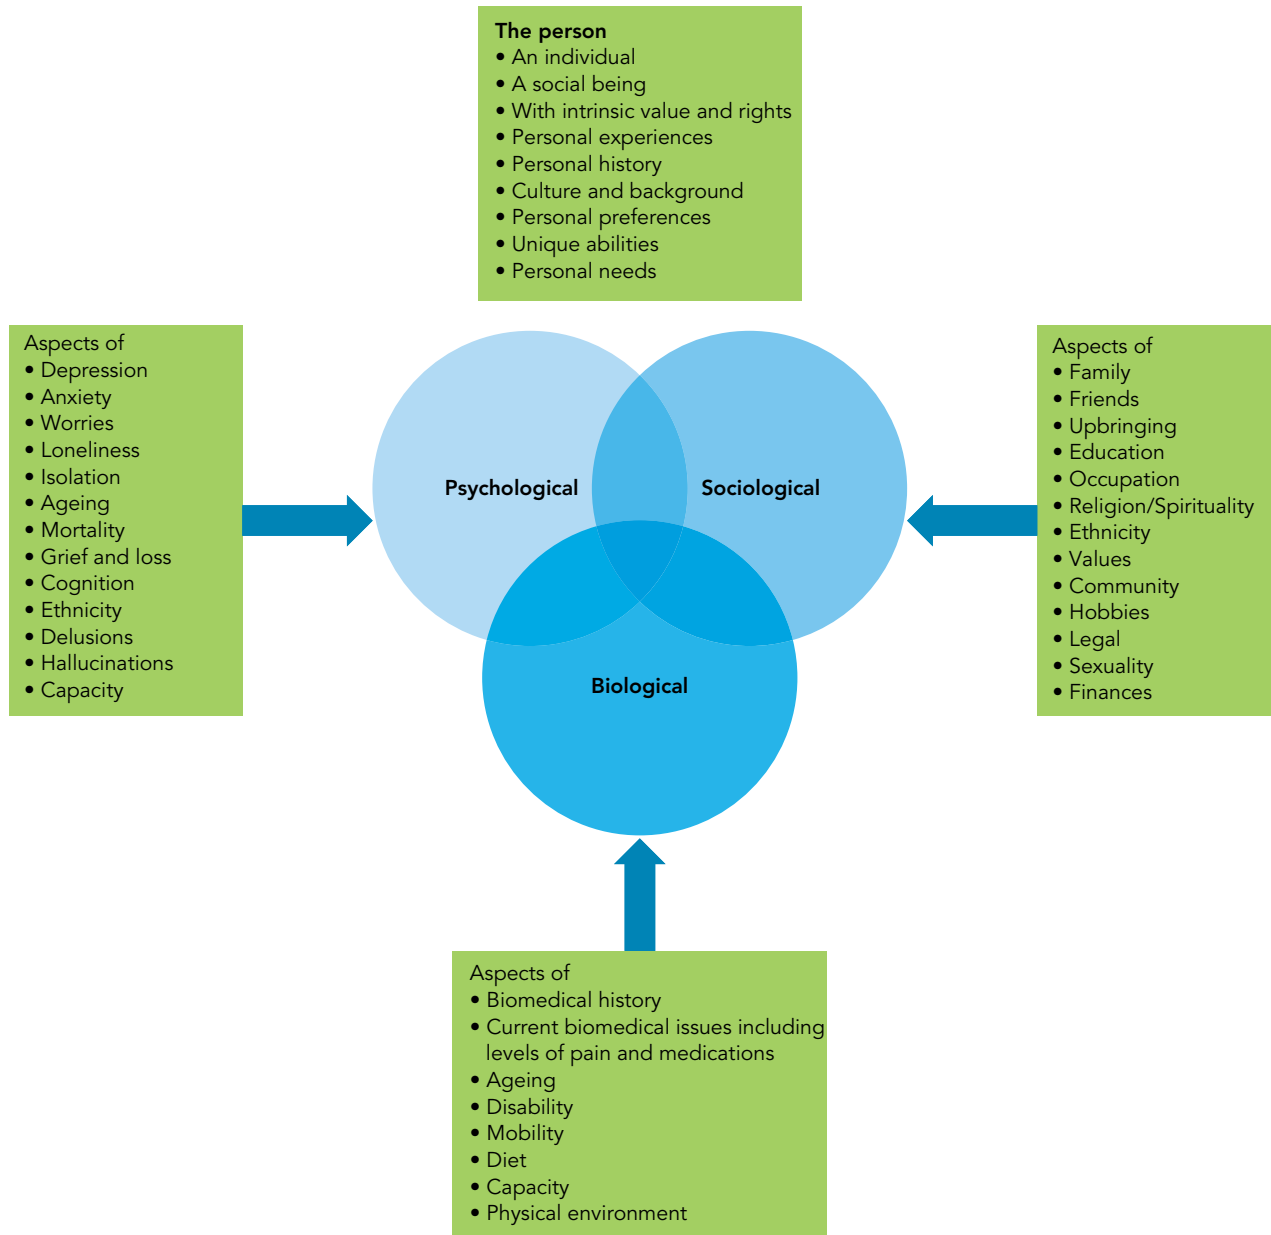 The person
• An individual
• A social being
• With intrinsic value and rights
• Personal experiences
• Personal history
• Culture and background
• Personal preferences
• Unique abilities
• Personal needs
Aspects of
• Depression
• Anxiety
• Worries
• Loneliness
• Isolation
• Ageing
• Mortality
• Grief and loss
• Cognition
• Ethnicity
• Delusions
• Hallucinations
• Capacity
Psychological
Sociological
Biological
Aspects of
• Family
• Friends
• Upbringing
• Education
• Occupation
• Religion/Spirituality
• Ethnicity
• Values
• Community
• Hobbies
• Legal
• Sexuality
• Finances
Aspects of
• Biomedical history
• Current biomedical issues including
levels of pain and medications
• Ageing
• Disability
• Mobility
• Diet
• Capacity
• Physical environment